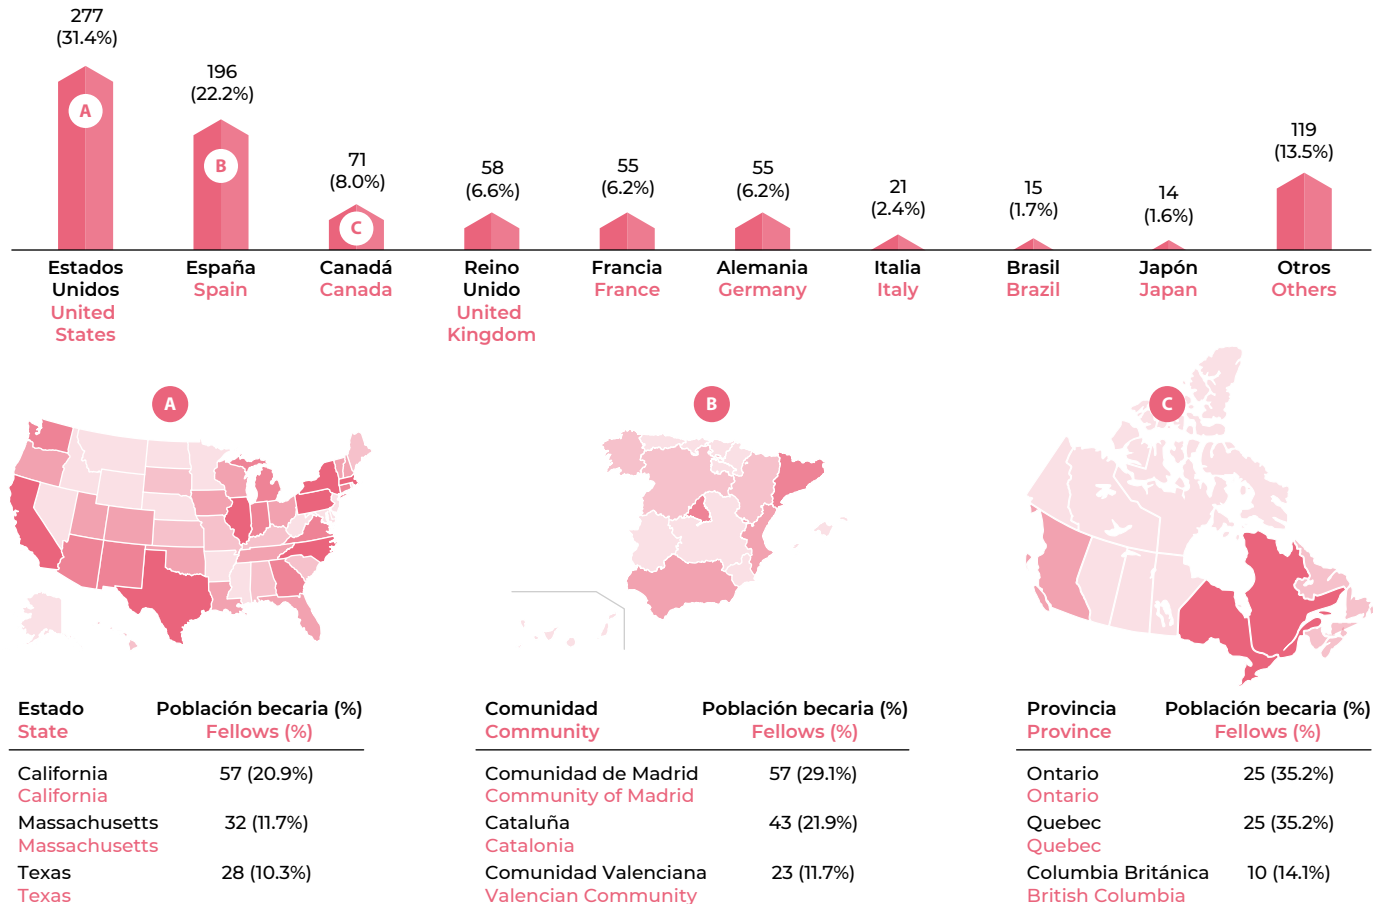 277
(31.4%)
196
(22.2%)
71
(8.0%)
58
(6.6%)
55
(6.2%)
55
(6.2%)
21
(2.4%)
15
(1.7%)
14
(1.6%)
119
(13.5%)
A
B
C
Estados
Unidos
United
States
España
Spain
Canadá
Canada
Reino
Unido
United
Kingdom
Francia
France
Alemania
Germany
Italia
Italy
Brasil
Brazil
Japón
Japan
Otros
Others
A
B
C
Estado
State
Población becaria (%)
Fellows (%)
California
California
57 (20.9%)
Massachusetts
Massachusetts
32 (11.7%)
Texas
Texas
28 (10.3%)
Comunidad
Community
Población becaria (%)
Fellows (%)
Comunidad de Madrid
Community of Madrid
57 (29.1%)
Cataluña
Catalonia
43 (21.9%)
Comunidad Valenciana
Valencian Community
23 (11.7%)
Provincia
Province
Población becaria (%)
Fellows (%)
Ontario
Ontario
25 (35.2%)
Quebec
Quebec
25 (35.2%)
Columbia Británica
British Columbia
10 (14.1%)